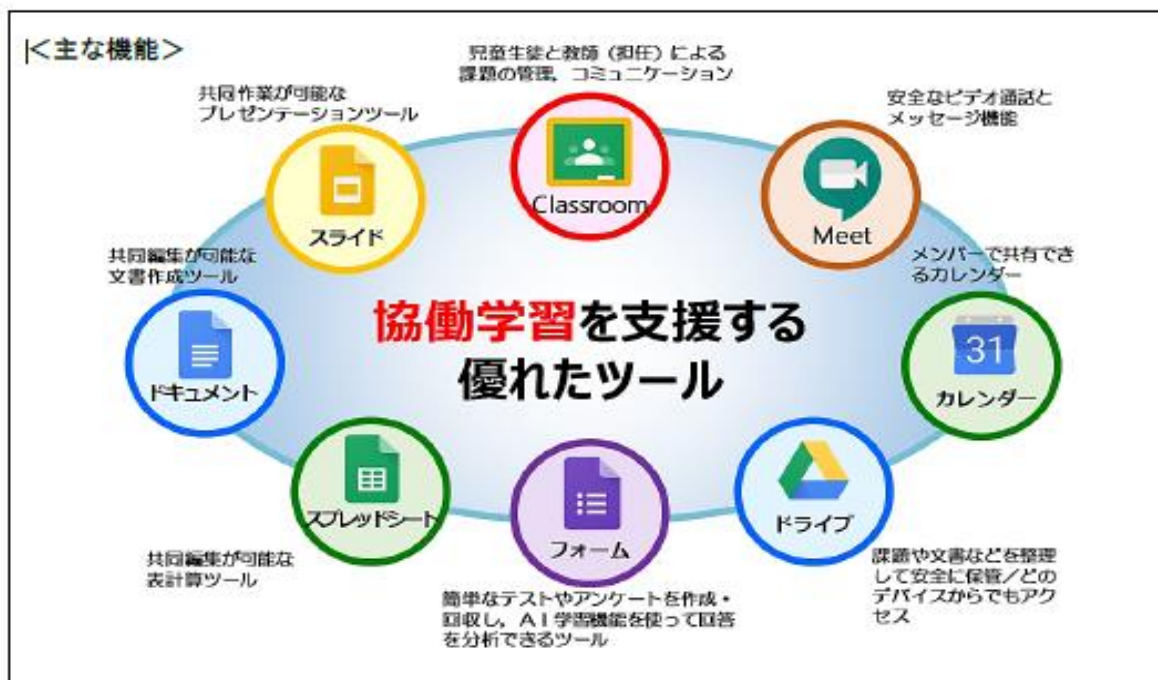 <主な機能>
児童生徒と教師（担任）による
課題の管理，コミュニケーション
共同作業が可能な
プレゼンテーションツール
安全なビデオ通話と
メッセージ機能
Classroom
スライド
Meet
共同編集が可能な
文書作成ツール
メンバーで共有でき
るカレンダー
協働学習を支援する
優れたツール
31
ドキュメント
カレンダー
スプレッドシート
フォーム
ドライブ
共同編集が可能な
表計算ツール
簡単なテストやアンケートを作成・
回収し，ＡＩ学習機能を使って回答
を分析できるツール
課題や文書などを整理
して安全に保管／どの
デバイスからでもアク
セス